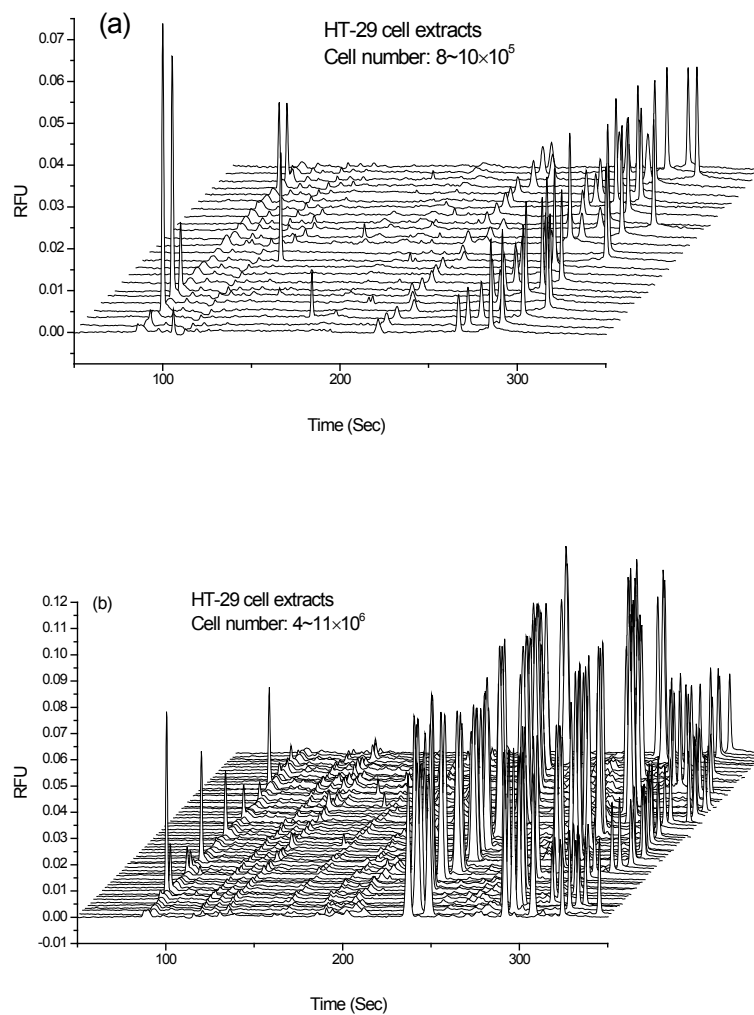 (a)
HT-29 cell extracts
Cell number: 8~10×10⁵
0.07
0.06
0.05
0.04
0.03
0.02
0.01
0.00
RFU
100
200
300
Time (Sec)
(b)
HT-29 cell extracts
Cell number: 4~11×10⁶
0.12
0.11
0.10
0.09
0.08
0.07
0.06
0.05
0.04
0.03
0.02
0.01
0.00
-0.01
RFU
100
200
300
Time (Sec)